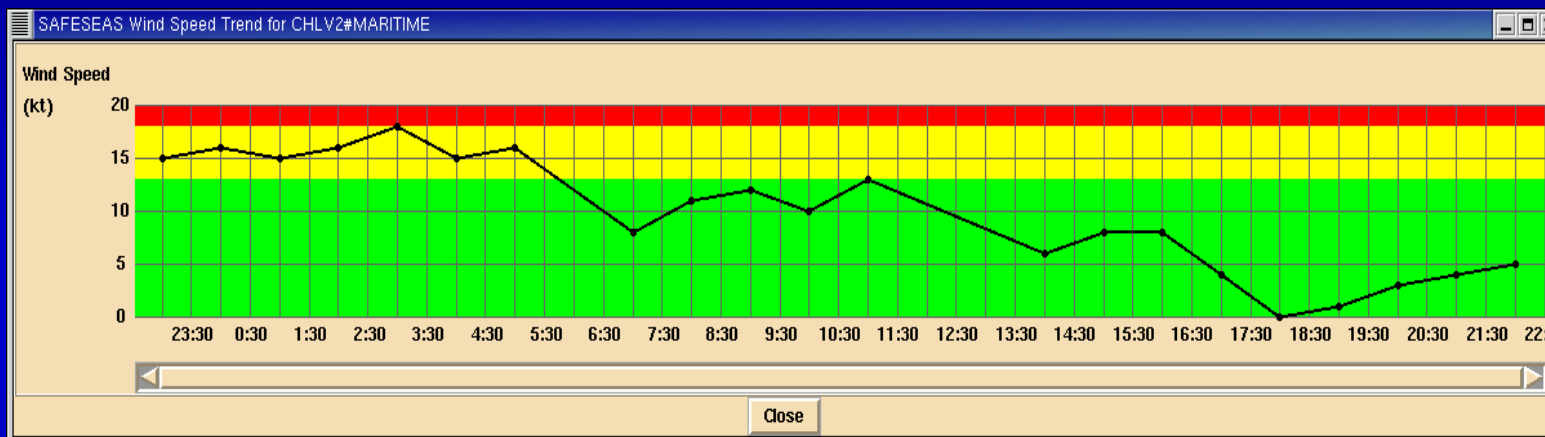 SAFESEAS Wind Speed Trend for CHLV2#MARITIME
Wind Speed
(kt)
20
15
10
5
0
23:30 0:30 1:30 2:30 3:30 4:30 5:30 6:30 7:30 8:30 9:30 10:30 11:30 12:30 13:30 14:30 15:30 16:30 17:30 18:30 19:30 20:30 21:30
Close